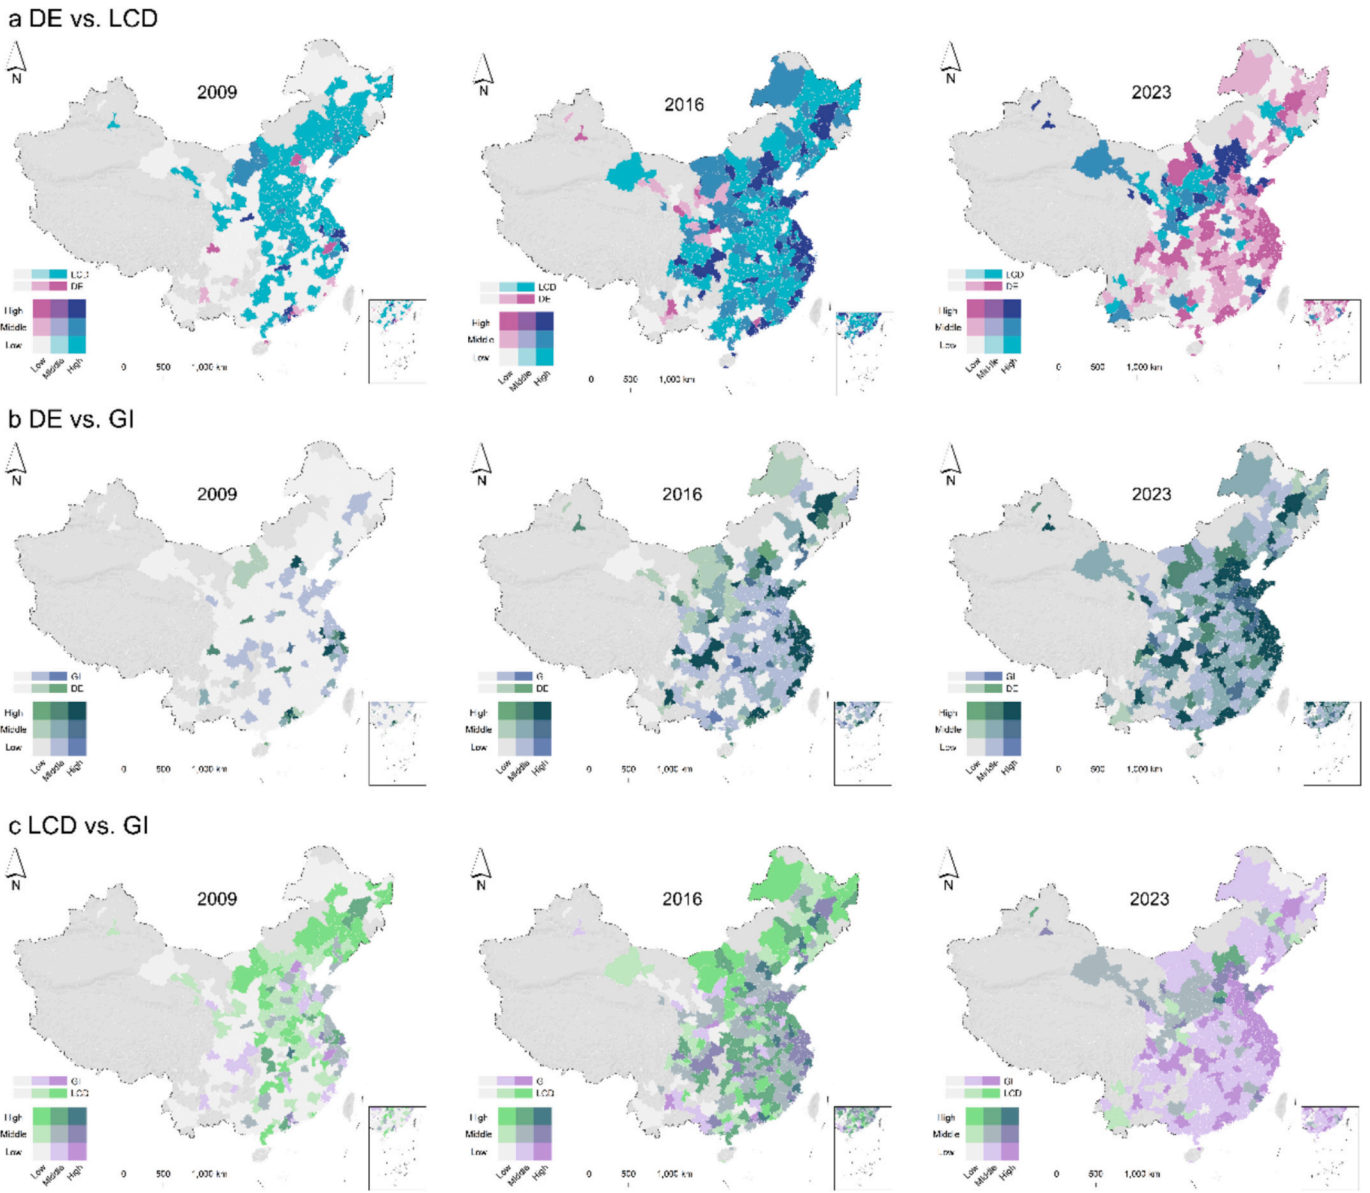 a DE vs. LCD
2009
2016
2023
N
N
N
LCD
DE
High
Middle
Low
Low
Middle
High
0 500 1,000 km
LCD
DE
High
Middle
Low
Low
Middle
High
0 500 1,000 km
LCD
DE
High
Middle
Low
Low
Middle
High
0 500 1,000 km
b DE vs. GI
2009
2016
2023
N
N
N
GI
DE
High
Middle
Low
Low
Middle
High
0 500 1,000 km
GI
DE
High
Middle
Low
Low
Middle
High
0 500 1,000 km
GI
DE
High
Middle
Low
Low
Middle
High
0 500 1,000 km
c LCD vs. GI
2009
2016
2023
N
N
N
GI
LCD
High
Middle
Low
Low
Middle
High
0 500 1,000 km
GI
LCD
High
Middle
Low
Low
Middle
High
0 500 1,000 km
GI
LCD
High
Middle
Low
Low
Middle
High
0 500 1,000 km